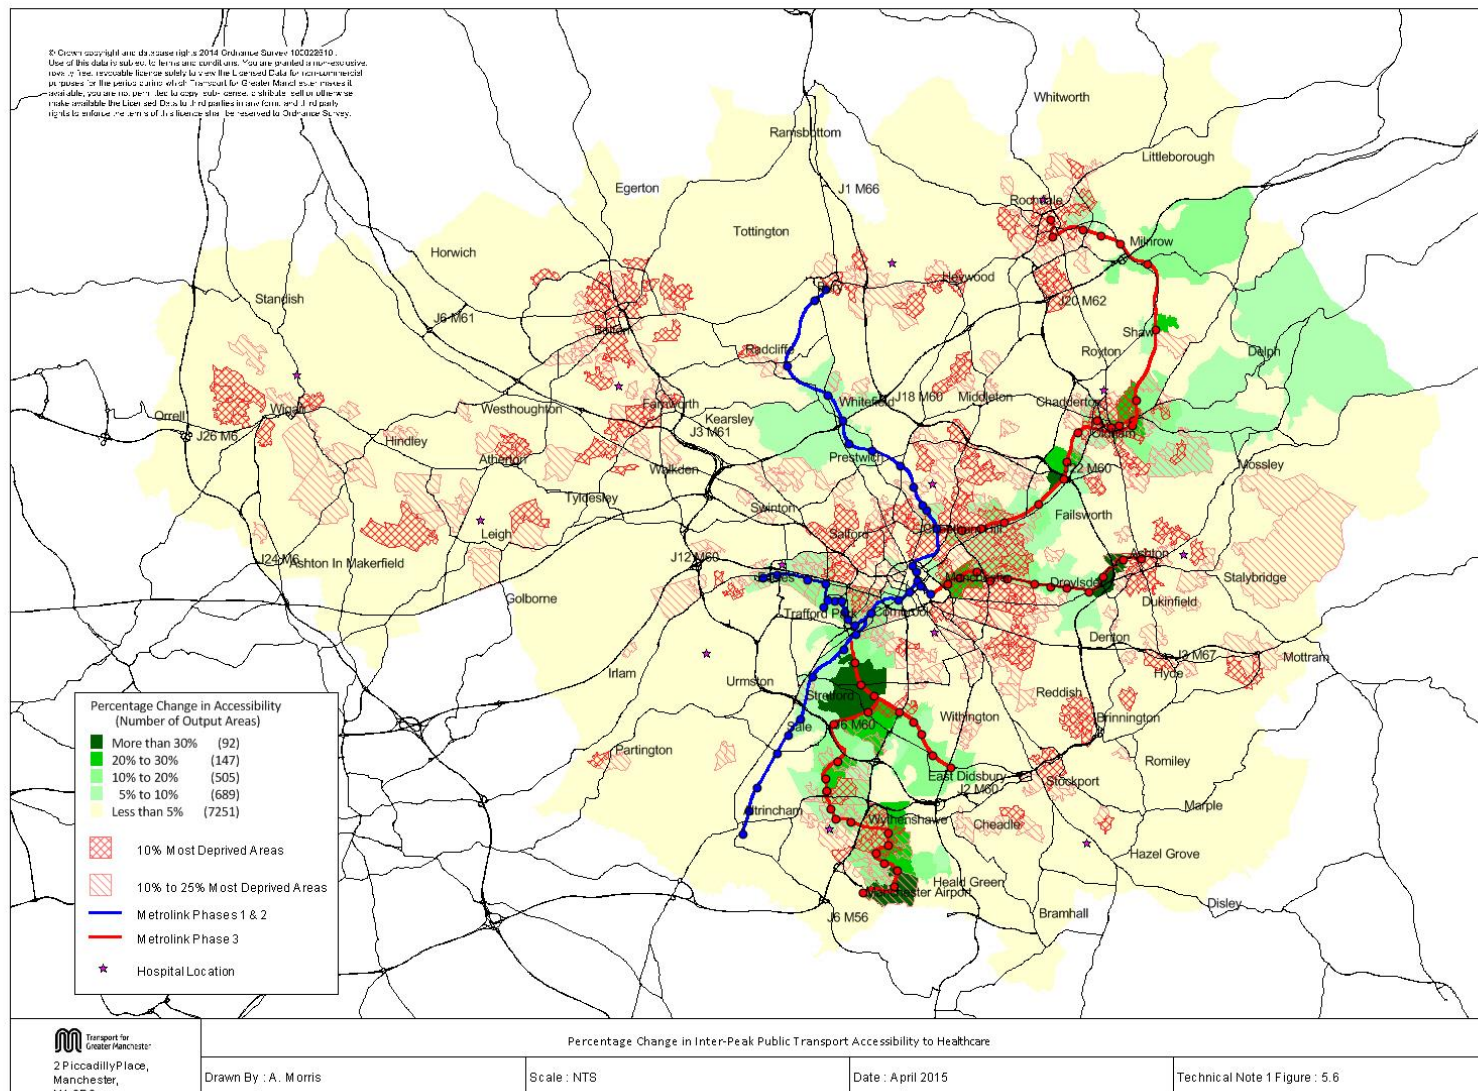 © Crown copyright and database rights 2014 Ordnance Survey 100022610.
Use of this data is subject to terms and conditions. You are granted a non-exclusive,
royalty free, revocable licence solely to view the Licensed Data for non-commercial
purposes for the period during which Transport for Greater Manchester makes it
available; you are not permitted to copy, sub-license, distribute, sell or otherwise
make available the Licensed Data to third parties in any form; and third party
rights to enforce the terms of this licence shall be reserved to Ordnance Survey.
Whitworth
Ramsbottom
Littleborough
Egerton
J1 M66
Rochdale
Tottington
Milnrow
Horwich
Heywood
Bury
Standish
J20 M62
J6 M61
Bolton
Shaw
Radcliffe
Royton
Delph
Whitefield
J18 M60
Middleton
Chadderton
Orrell
Wigan
Westhoughton
Farnworth
Kearsley
J26 M6
Hindley
J3 M61
Oldham
Atherton
Walkden
Prestwich
J22 M60
Mossley
Tyldesley
Swinton
Failsworth
Leigh
Salford
J24 M6
Ashton In Makerfield
J12 M60
Ashton
Eccles
Manchester
Droylsden
Stalybridge
Golborne
Trafford Park
Cornbrook
Dukinfield
Denton
J3 M67
Mottram
Irlam
Urmston
Hyde
Stretford
Reddish
Sale
J6 M60
Withington
Brinnington
Partington
Romiley
East Didsbury
Stockport
J2 M60
Marple
Altrincham
Wythenshawe
Cheadle
Hazel Grove
Heald Green
Manchester Airport
J6 M56
Bramhall
Disley
Percentage Change in Accessibility
(Number of Output Areas)
More than 30% (92)
20% to 30% (147)
10% to 20% (505)
5% to 10% (689)
Less than 5% (7251)
10% Most Deprived Areas
10% to 25% Most Deprived Areas
Metrolink Phases 1 & 2
Metrolink Phase 3
Hospital Location
Transport for
Greater Manchester
2 Piccadilly Place,
Manchester,
Percentage Change in Inter-Peak Public Transport Accessibility to Healthcare
Drawn By : A. Morris
Scale : NTS
Date : April 2015
Technical Note 1 Figure : 5.6